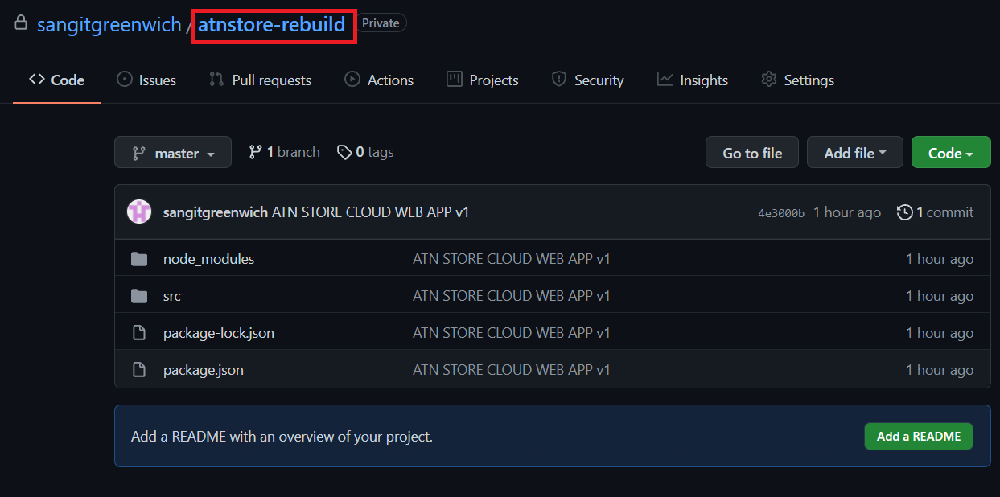 sangitgreenwich / atnstore-rebuild Private
Code Issues Pull requests Actions Projects Security Insights Settings
master 1 branch 0 tags Go to file Add file Code
sangitgreenwich ATN STORE CLOUD WEB APP v1 4e3000b 1 hour ago 1 commit
node_modules ATN STORE CLOUD WEB APP v1 1 hour ago
src ATN STORE CLOUD WEB APP v1 1 hour ago
package-lock.json ATN STORE CLOUD WEB APP v1 1 hour ago
package.json ATN STORE CLOUD WEB APP v1 1 hour ago
Add a README with an overview of your project. Add a README